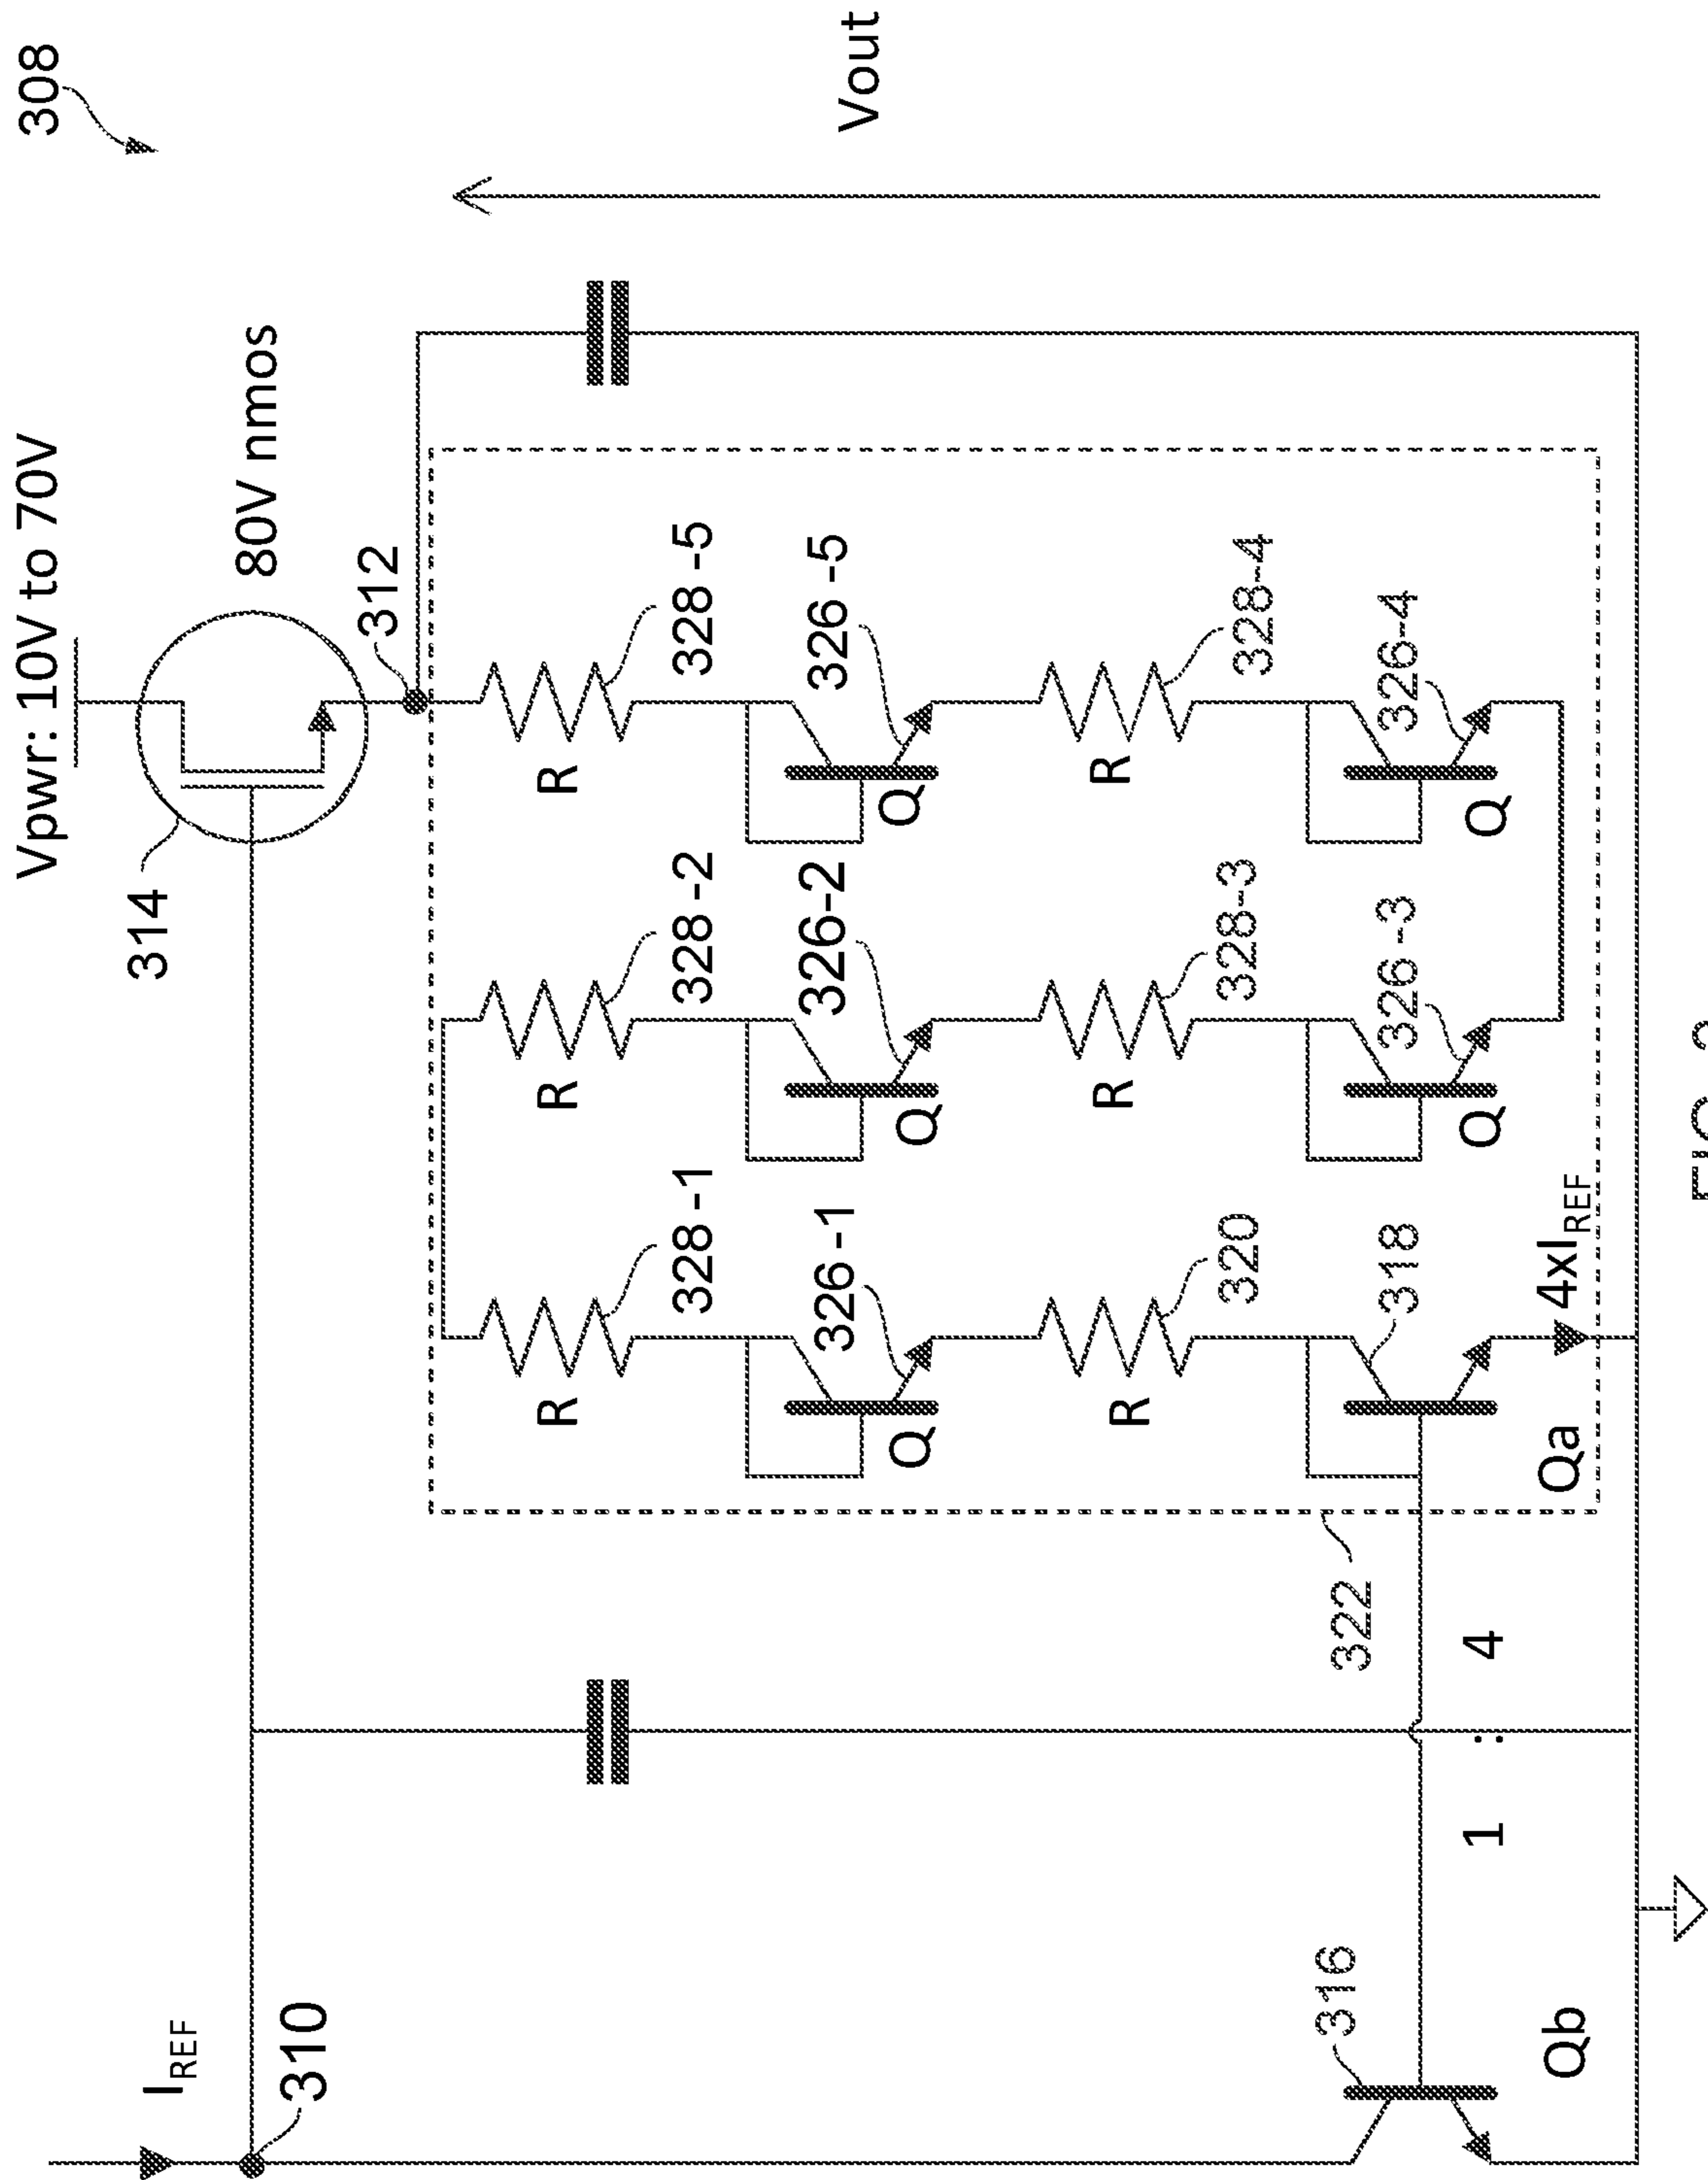 308
Vpwr: 10V to 70V
80V nmos
314
312
Vout
I_REF
310
R
328-1
R
328-2
R
328-5
Q
326-1
Q
326-2
Q
326-5
R
320
R
328-3
R
328-4
318
Q
326-3
Q
326-4
Qa
4xI_REF
322
316
1 : 4
Qb